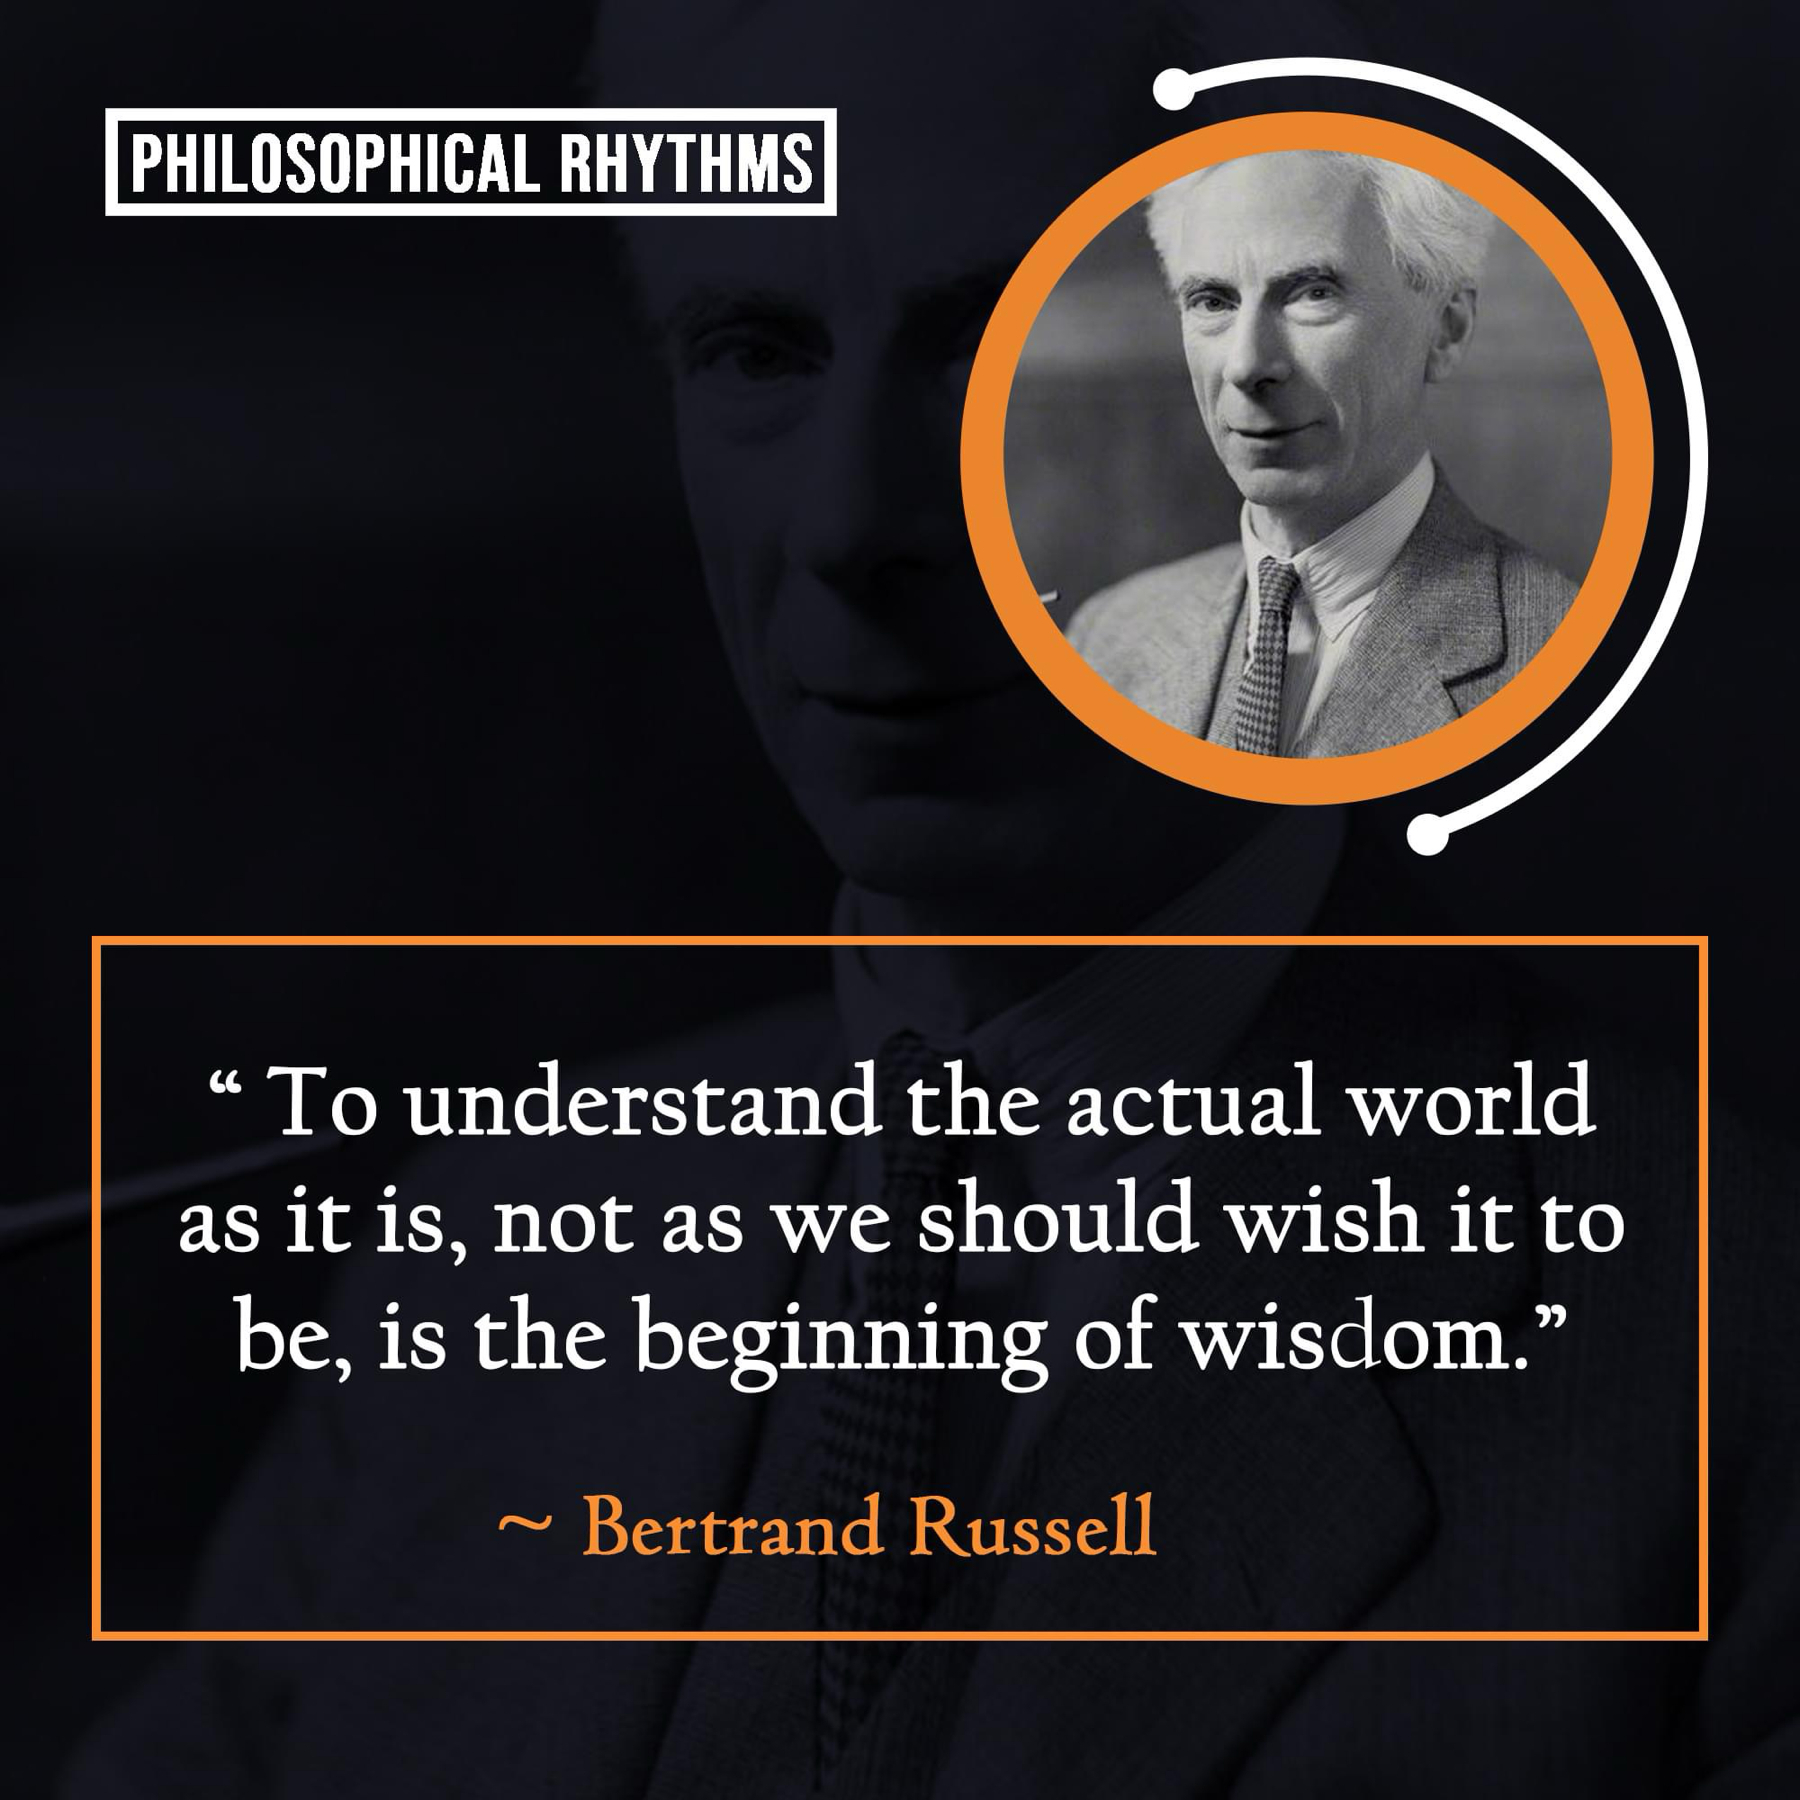 PHILOSOPHICAL RHYTHMS
“ To understand the actual world
as it is, not as we should wish it to
be, is the beginning of wisdom.”
~ Bertrand Russell